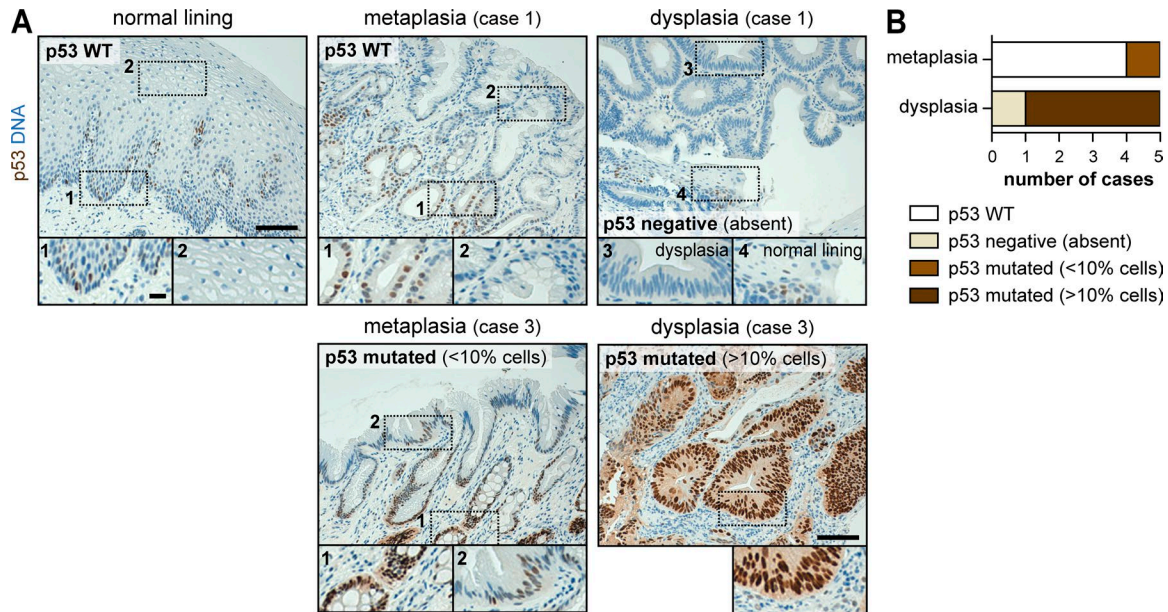 A
normal lining
metaplasia (case 1)
dysplasia (case 1)
p53 DNA
p53 WT
2
1
1
2
p53 WT
2
1
1
2
3
4
p53 negative (absent)
3 dysplasia
4 normal lining
metaplasia (case 3)
dysplasia (case 3)
p53 mutated (<10% cells)
2
1
1
2
p53 mutated (>10% cells)
B
metaplasia
dysplasia
0 1 2 3 4 5
number of cases
p53 WT
p53 negative (absent)
p53 mutated (<10% cells)
p53 mutated (>10% cells)